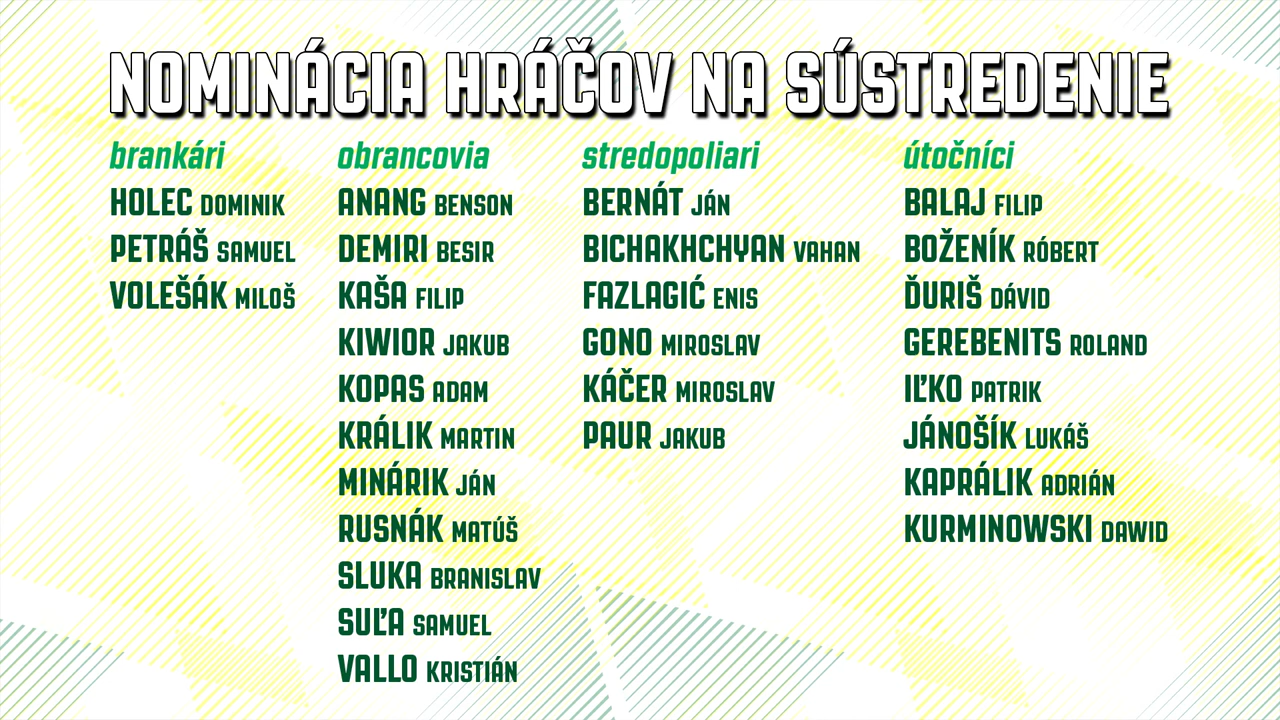 NOMINÁCIA HRÁČOV NA SÚSTREDENIE
brankári
HOLEC DOMINIK
PETRÁŠ SAMUEL
VOLEŠÁK MILOŠ
obrancovia
ANANG BENSON
DEMIRI BESIR
KAŠA FILIP
KIWIOR JAKUB
KOPAS ADAM
KRÁLIK MARTIN
MINÁRIK JÁN
RUSNÁK MATÚŠ
SLUKA BRANISLAV
SUĽA SAMUEL
VALLO KRISTIÁN
stredopoliari
BERNÁT JÁN
BICHAKHCHYAN VAHAN
FAZLAGIĆ ENIS
GONO MIROSLAV
KÁČER MIROSLAV
PAUR JAKUB
útočníci
BALAJ FILIP
BOŽENÍK RÓBERT
ĎURIŠ DÁVID
GEREBENITS ROLAND
IĽKO PATRIK
JÁNOŠÍK LUKÁŠ
KAPRÁLIK ADRIÁN
KURMINOWSKI DAWID